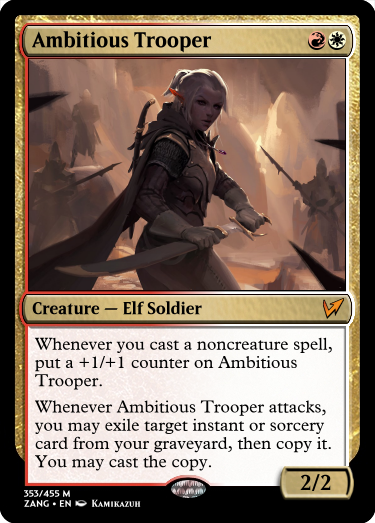 Ambitious Trooper
Creature — Elf Soldier
Whenever you cast a noncreature spell,
put a +1/+1 counter on Ambitious
Trooper.
Whenever Ambitious Trooper attacks,
you may exile target instant or sorcery
card from your graveyard, then copy it.
You may cast the copy.
2/2
353/455 M
ZANG • EN Kamikazuh